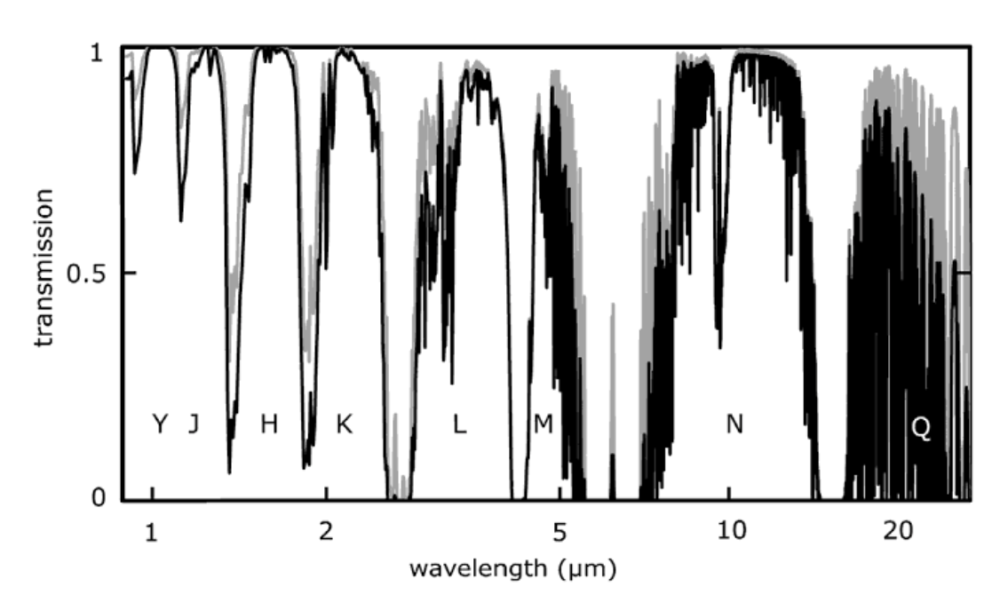 1
transmission
0.5
Y J H K L M N Q
0
1 2 5 10 20
wavelength (μm)